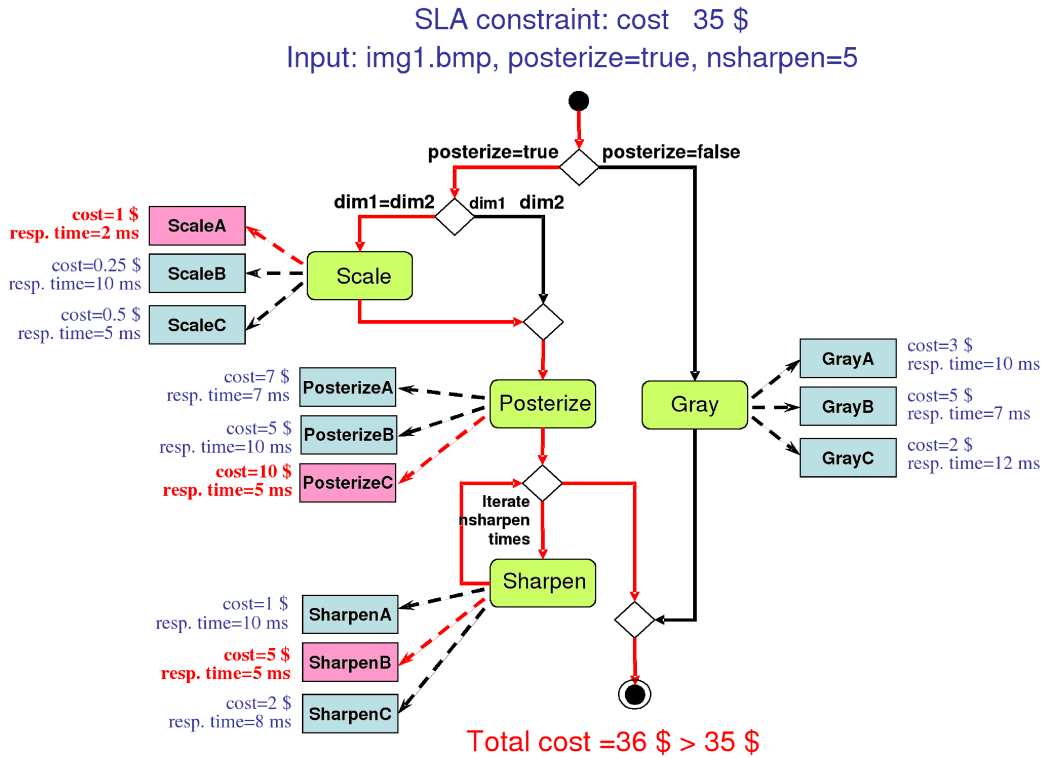 SLA constraint: cost   35 $
Input: img1.bmp, posterize=true, nsharpen=5
posterize=true
posterize=false
dim1=dim2
dim1   dim2
cost=1 $
resp. time=2 ms
ScaleA
cost=0.25 $
resp. time=10 ms
ScaleB
cost=0.5 $
resp. time=5 ms
ScaleC
Scale
cost=7 $
resp. time=7 ms
PosterizeA
cost=5 $
resp. time=10 ms
PosterizeB
cost=10 $
resp. time=5 ms
PosterizeC
Posterize
Gray
GrayA
cost=3 $
resp. time=10 ms
GrayB
cost=5 $
resp. time=7 ms
GrayC
cost=2 $
resp. time=12 ms
Iterate
nsharpen
times
Sharpen
cost=1 $
resp. time=10 ms
SharpenA
cost=5 $
resp. time=5 ms
SharpenB
cost=2 $
resp. time=8 ms
SharpenC
Total cost =36 $ > 35 $